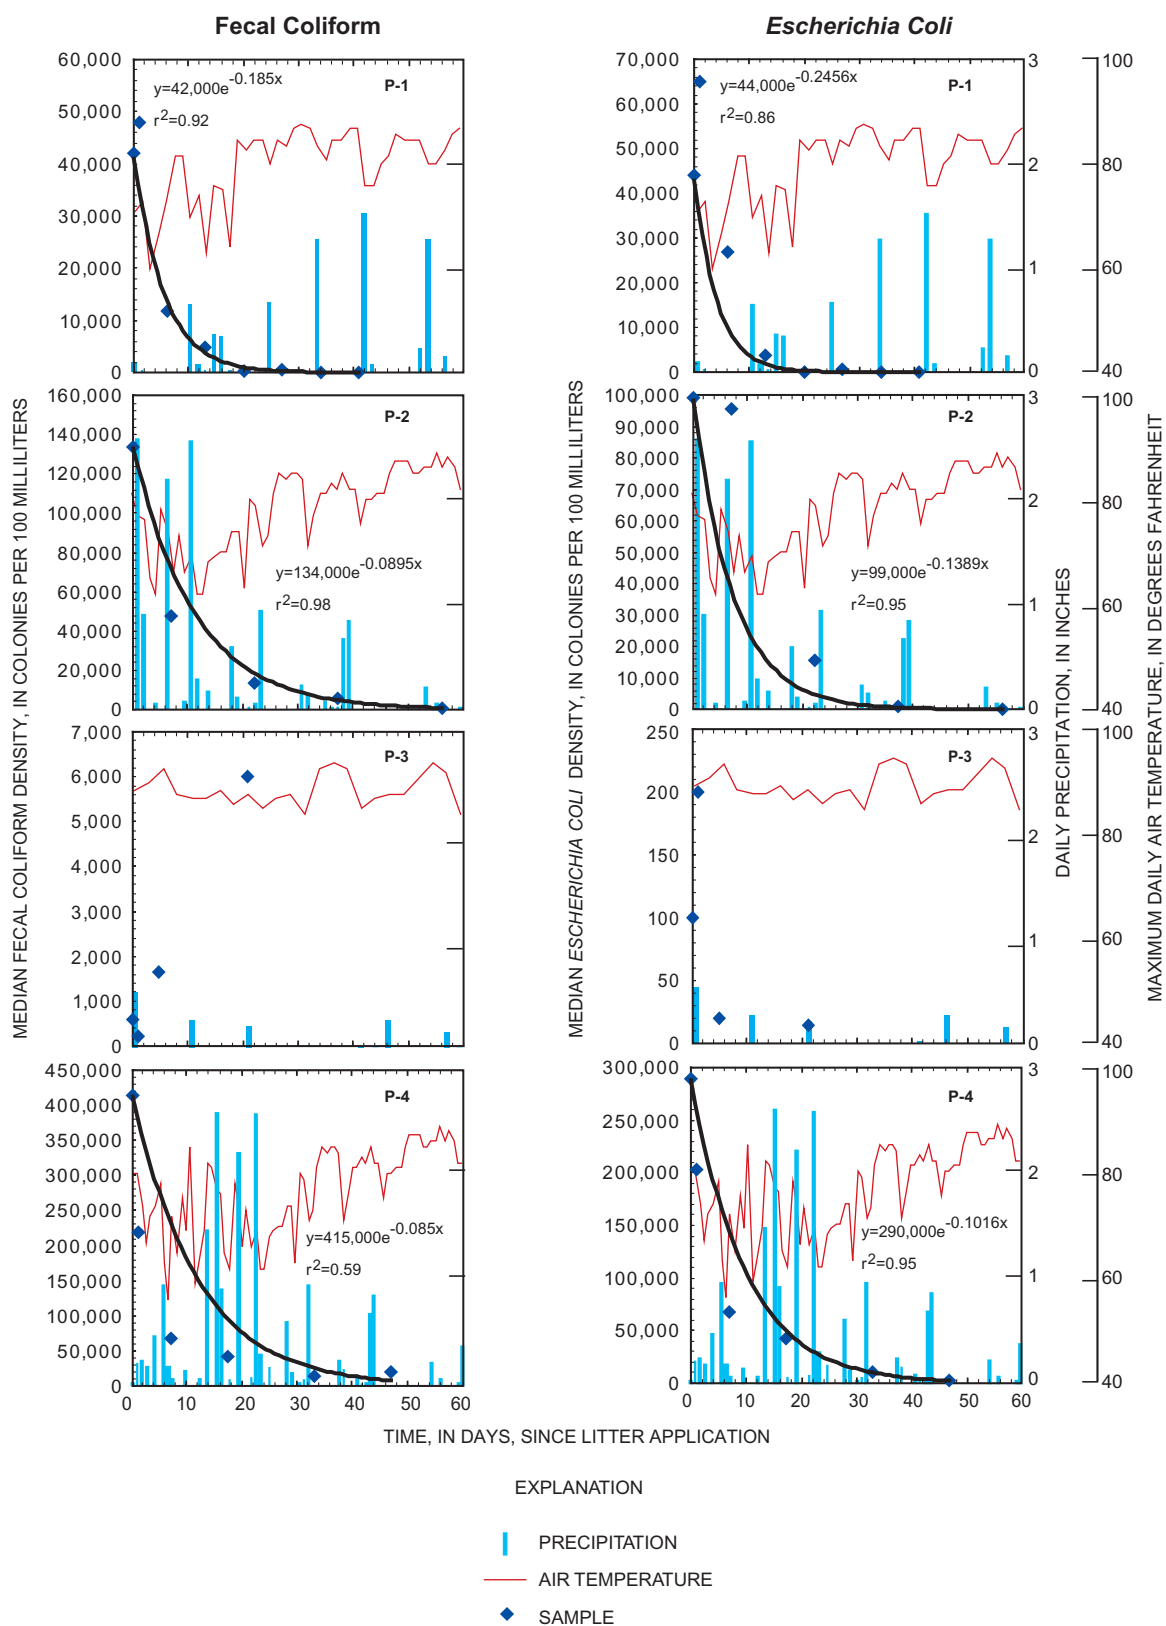 Fecal Coliform
Escherichia Coli
MEDIAN FECAL COLIFORM DENSITY, IN COLONIES PER 100 MILLILITERS
60,000
50,000
40,000
30,000
20,000
10,000
0
y=42,000e-0.185x
r2=0.92
P-1
MEDIAN ESCHERICHIA COLI DENSITY, IN COLONIES PER 100 MILLILITERS
70,000
60,000
50,000
40,000
30,000
20,000
10,000
0
y=44,000e-0.2456x
r2=0.86
P-1
3
2
1
0
100
80
60
40
160,000
140,000
120,000
100,000
80,000
60,000
40,000
20,000
0
P-2
y=134,000e-0.0895x
r2=0.98
100,000
90,000
80,000
70,000
60,000
50,000
40,000
30,000
20,000
10,000
0
P-2
y=99,000e-0.1389x
r2=0.95
3
2
1
0
100
80
60
40
DAILY PRECIPITATION, IN INCHES
MAXIMUM DAILY AIR TEMPERATURE, IN DEGREES FAHRENHEIT
7,000
6,000
5,000
4,000
3,000
2,000
1,000
0
P-3
250
200
150
100
50
0
P-3
3
2
1
0
100
80
60
40
450,000
400,000
350,000
300,000
250,000
200,000
150,000
100,000
50,000
0
P-4
y=415,000e-0.085x
r2=0.59
0 10 20 30 40 50 60
300,000
250,000
200,000
150,000
100,000
50,000
0
P-4
y=290,000e-0.1016x
r2=0.95
3
2
1
0
100
80
60
40
0 10 20 30 40 50 60
TIME, IN DAYS, SINCE LITTER APPLICATION
EXPLANATION
PRECIPITATION
AIR TEMPERATURE
SAMPLE